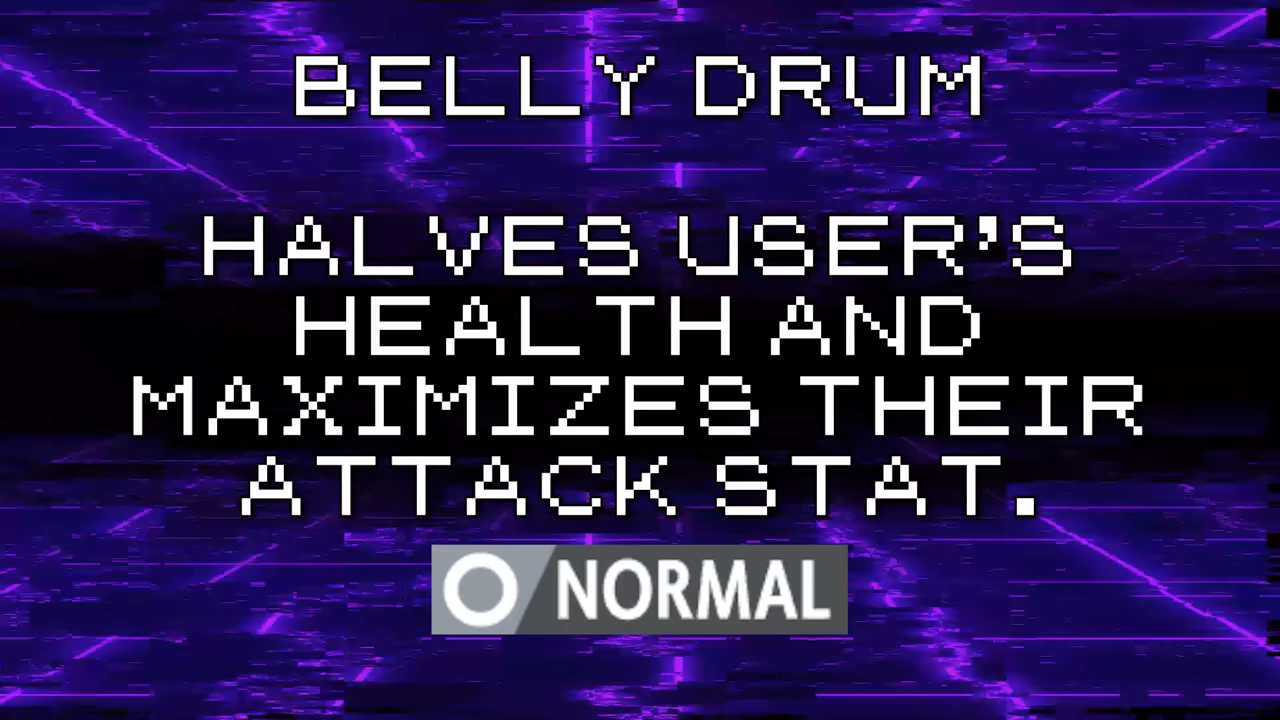 BELLY DRUM
HALVES USER'S
HEALTH AND
MAXIMIZES THEIR
ATTACK STAT.
NORMAL